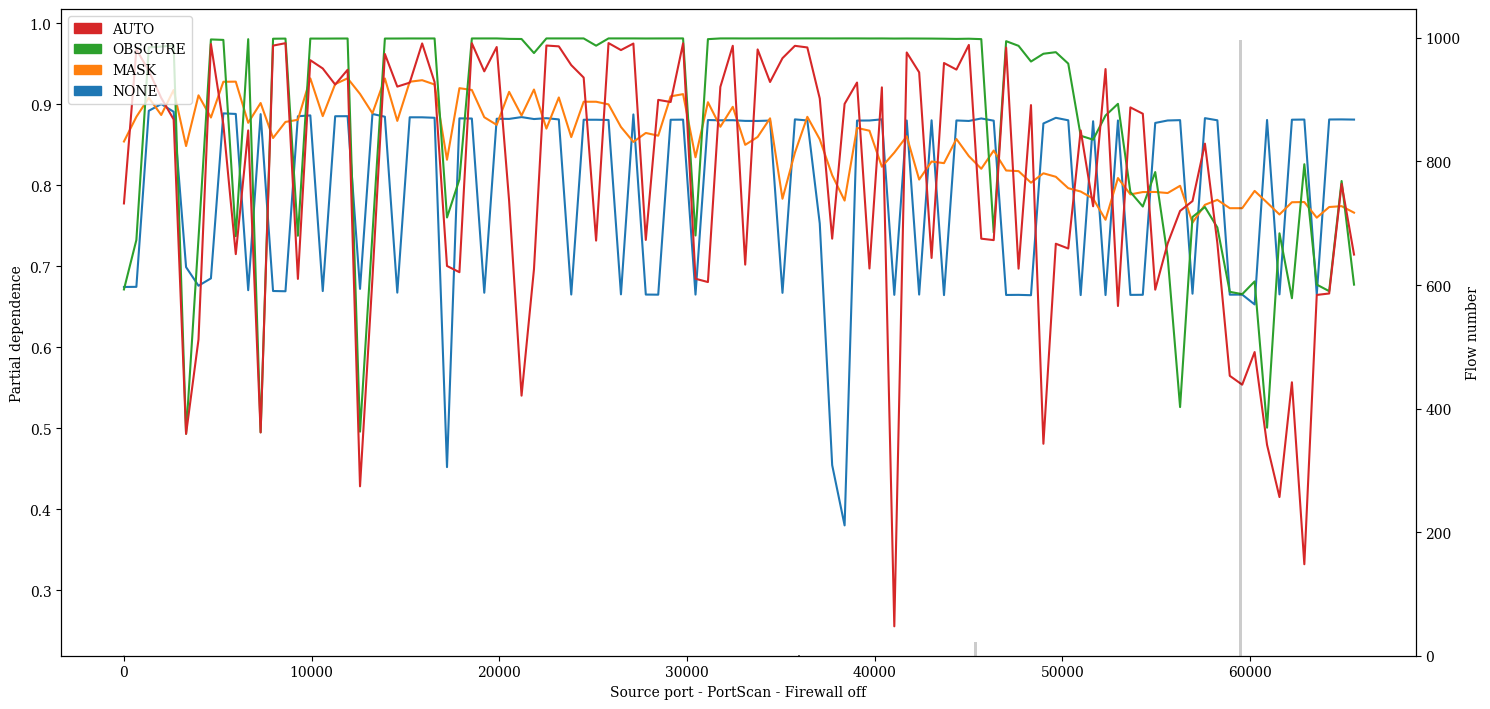 AUTO
OBSCURE
MASK
NONE
1.0
0.9
0.8
0.7
0.6
0.5
0.4
0.3
Partial dependence
1000
800
600
400
200
0
Flow number
0 10000 20000 30000 40000 50000 60000
Source port - PortScan - Firewall off